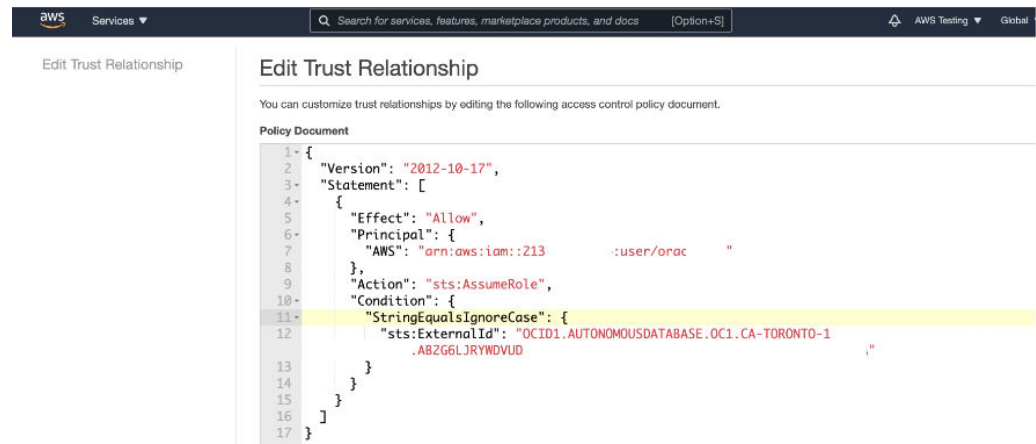 aws Services ▼ Search for services, features, marketplace products, and docs [Option+S] AWS Testing ▼ Global
Edit Trust Relationship
Edit Trust Relationship
You can customize trust relationships by editing the following access control policy document.
Policy Document
1 {
2 "Version": "2012-10-17",
3 "Statement": [
4 {
5 "Effect": "Allow",
6 "Principal": {
7 "AWS": "arn:aws:iam::213 :user/orac "
8 },
9 "Action": "sts:AssumeRole",
10 "Condition": {
11 "StringEqualsIgnoreCase": {
12 "sts:ExternalId": "OCID1.AUTONOMOUSDATABASE.OC1.CA-TORONTO-1
.ABZG6LJRYWDVUD "
13 }
14 }
15 }
16 ]
17 }